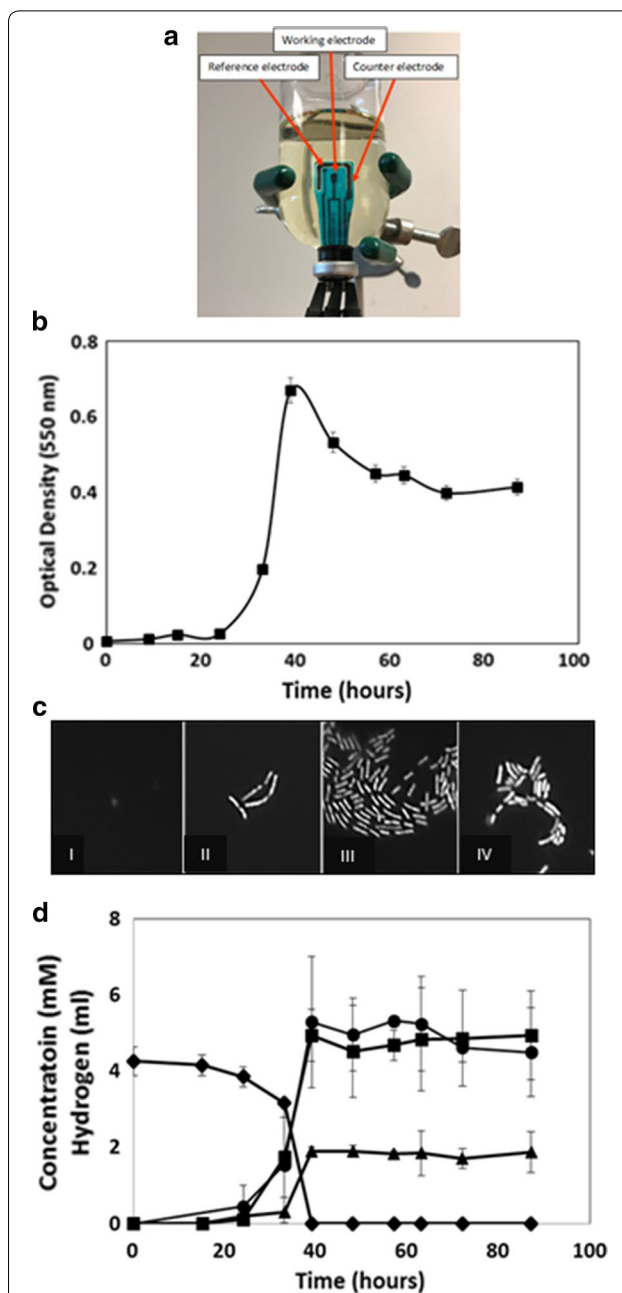 a
Working electrode
Reference electrode
Counter electrode
b
Optical Density (550 nm)
0.8
0.6
0.4
0.2
0
0 20 40 60 80 100
Time (hours)
c
I II III IV
d
Concentratoin (mM)
Hydrogen (ml)
8
6
4
2
0
0 20 40 60 80 100
Time (hours)